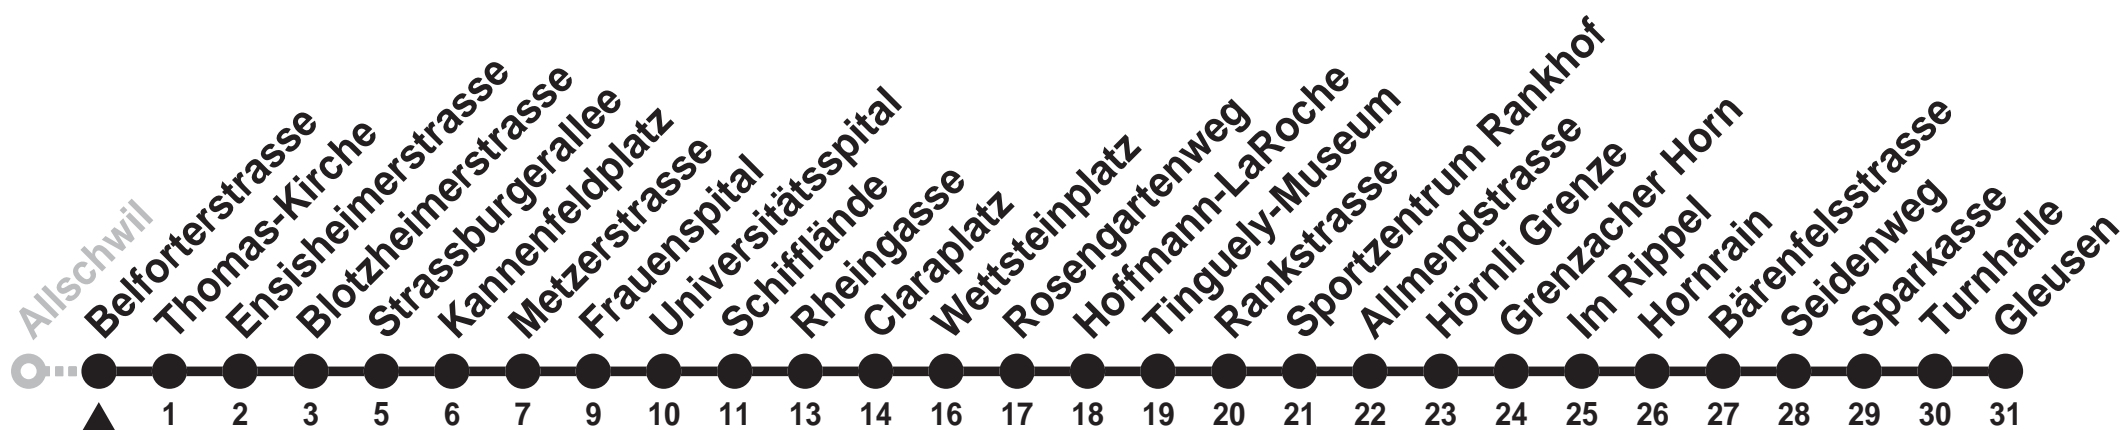 Allschwil
Belforterstrasse
Thomas-Kirche
Ensisheimerstrasse
Blotzheimerstrasse
Strassburgerallee
Kannenfeldplatz
Metzerstrasse
Frauenspital
Universitätsspital
Schifflände
Rheingasse
Claraplatz
Wettsteinplatz
Rosengartenweg
Hoffmann-LaRoche
Tinguely-Museum
Rankstrasse
Sportzentrum Rankhof
Allmendstrasse
Hörnli Grenze
Grenzacher Horn
Im Rippel
Hornrain
Bärenfelsstrasse
Seidenweg
Sparkasse
Turnhalle
Gleusen
1 2 3 5 6 7 9 10 11 13 14 16 17 18 19 20 21 22 23 24 25 26 27 28 29 30 31